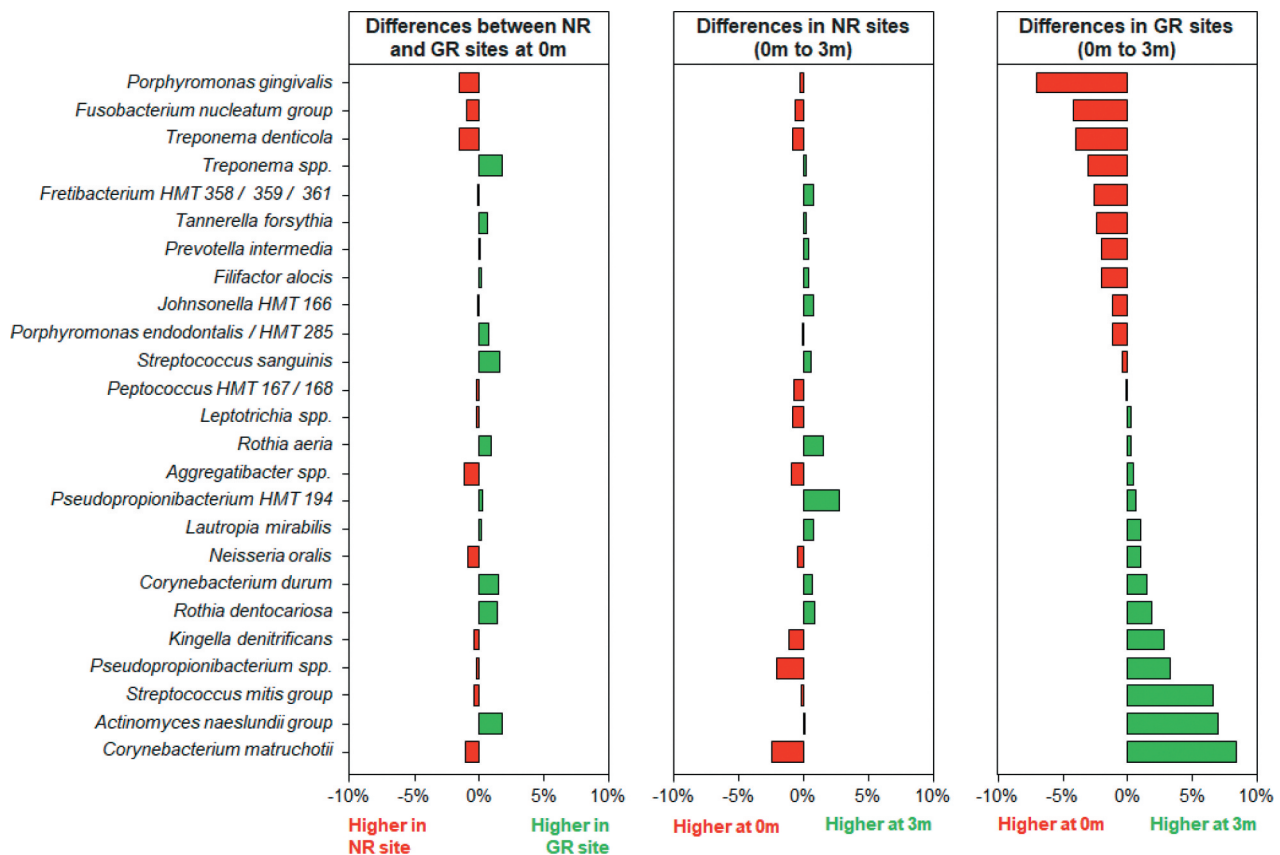 Differences between NR
and GR sites at 0m
Differences in NR sites
(0m to 3m)
Differences in GR sites
(0m to 3m)
Porphyromonas gingivalis
Fusobacterium nucleatum group
Treponema denticola
Treponema spp.
Fretibacterium HMT 358 / 359 / 361
Tannerella forsythia
Prevotella intermedia
Filifactor alocis
Johnsonella HMT 166
Porphyromonas endodontalis / HMT 285
Streptococcus sanguinis
Peptococcus HMT 167 / 168
Leptotrichia spp.
Rothia aeria
Aggregatibacter spp.
Pseudopropionibacterium HMT 194
Lautropia mirabilis
Neisseria oralis
Corynebacterium durum
Rothia dentocariosa
Kingella denitrificans
Pseudopropionibacterium spp.
Streptococcus mitis group
Actinomyces naeslundii group
Corynebacterium matruchotii
-10% -5% 0% 5% 10%
-10% -5% 0% 5% 10%
-10% -5% 0% 5% 10%
Higher in
NR site
Higher in
GR site
Higher at 0m
Higher at 3m
Higher at 0m
Higher at 3m